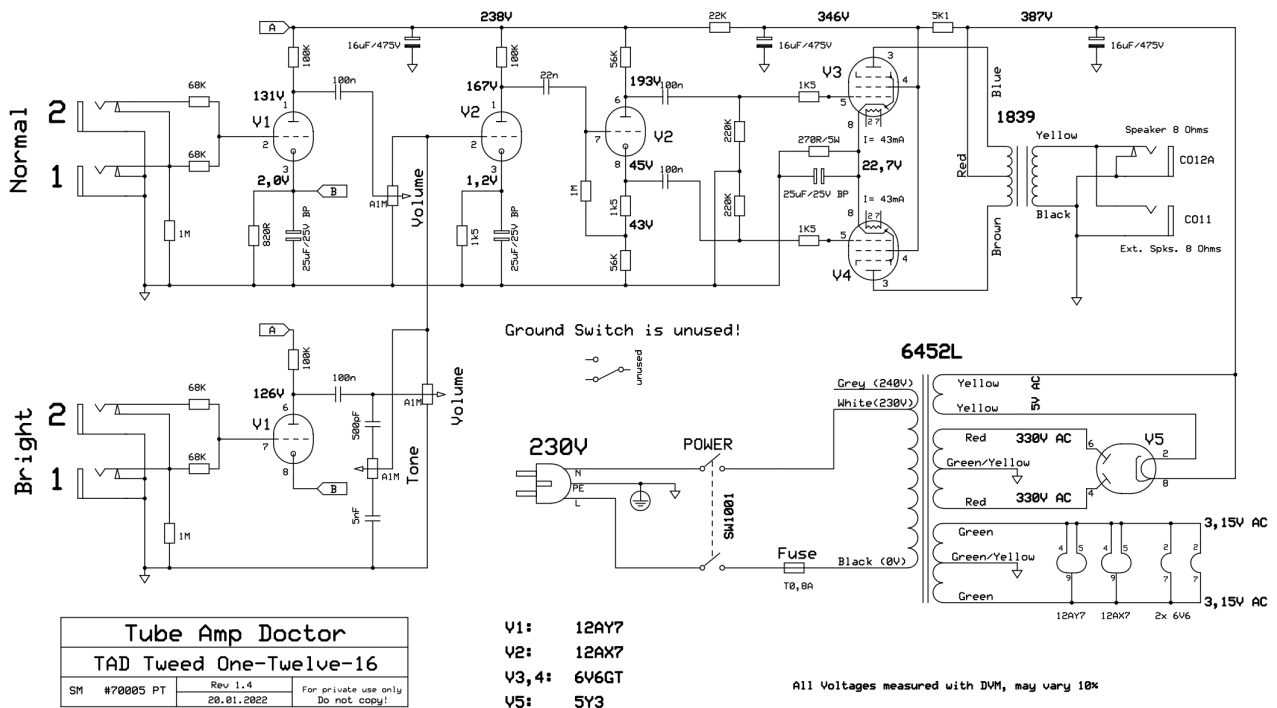 A
238V
22K
346V
5K1
387V
16uF/475V
16uF/475V
16uF/475V
100K
100K
56K
Normal
2
1
68K
68K
1M
131V
100n
V1
1
2
3
2,0V
B
820R
25uF/25V BP
A1M
Volume
167V
22n
V2
1
2
3
1,2V
1k5
25uF/25V BP
193V
100n
6
7
V2
8
45V
100n
1M
1k5
43V
56K
220K
220K
1K5
1K5
V3
3
4
5
8
2 7
I= 43mA
270R/5W
22,7V
25uF/25V BP
I= 43mA
8
2 7
5
4
V4
3
Blue
Red
Brown
1839
Yellow
Black
Speaker 8 Ohms
CO12A
CO11
Ext. Spks. 8 Ohms
Bright
2
1
68K
68K
1M
A
100K
126V
100n
6
V1
7
8
B
500pF
A1M
Tone
5nF
A1M
Volume
Ground Switch is unused!
unused
6452L
Grey (240V)
White(230V)
230V
POWER
N
PE
L
SW1001
Fuse
T0,8A
Black (0V)
Yellow
5V AC
Yellow
Red
330V AC
Green/Yellow
Red
330V AC
6
4
V5
2
8
Green
Green/Yellow
Green
3,15V AC
3,15V AC
4 5
9
4 5
9
2 2
7 7
12AY7
12AX7
2x 6V6
Tube Amp Doctor
TAD Tweed One-Twelve-16
SM #70005 PT
Rev 1.4
20.01.2022
For private use only
Do not copy!
V1: 12AY7
V2: 12AX7
V3,4: 6V6GT
V5: 5Y3
All Voltages measured with DVM, may vary 10%